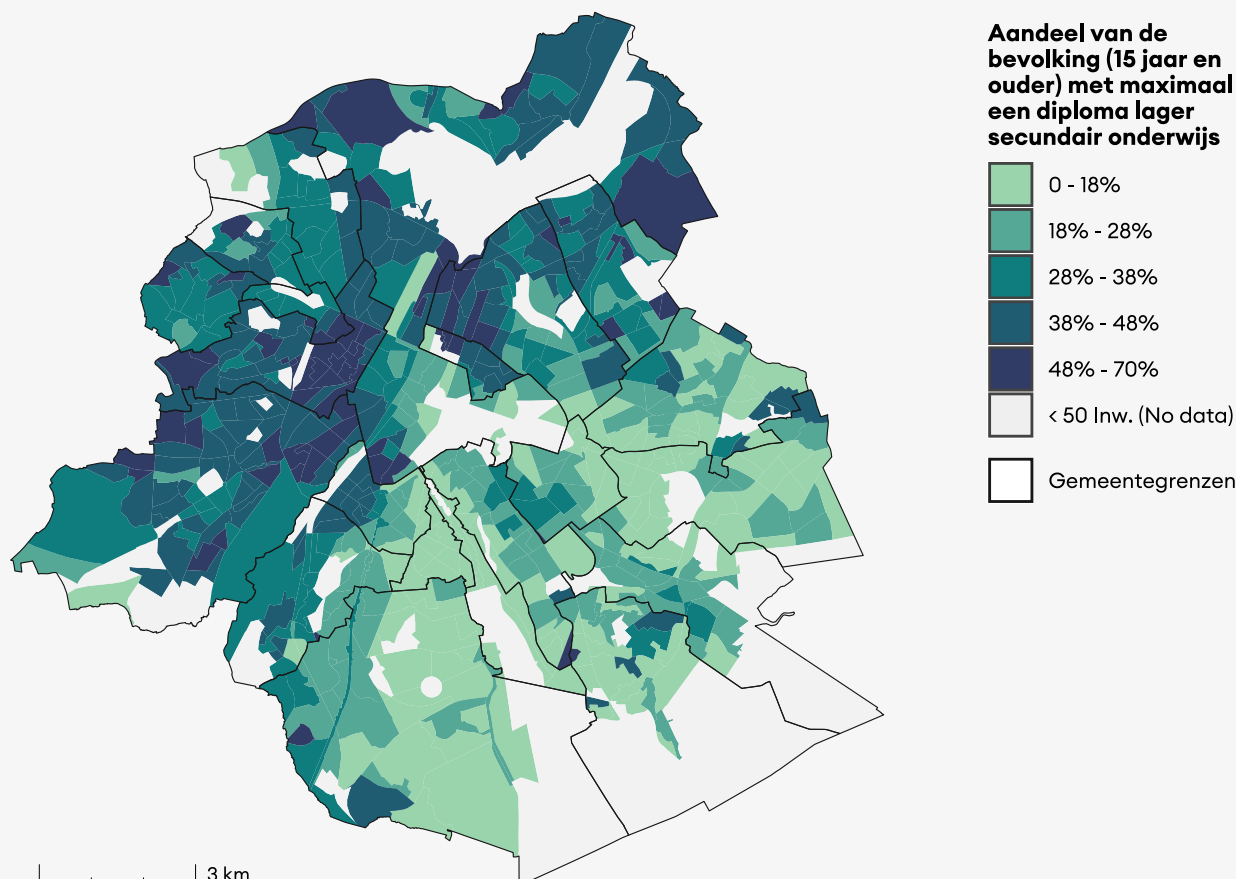 Aandeel van de
bevolking (15 jaar en
ouder) met maximaal
een diploma lager
secundair onderwijs
0 - 18%
18% - 28%
28% - 38%
38% - 48%
48% - 70%
< 50 Inw. (No data)
Gemeentegrenzen
3 km